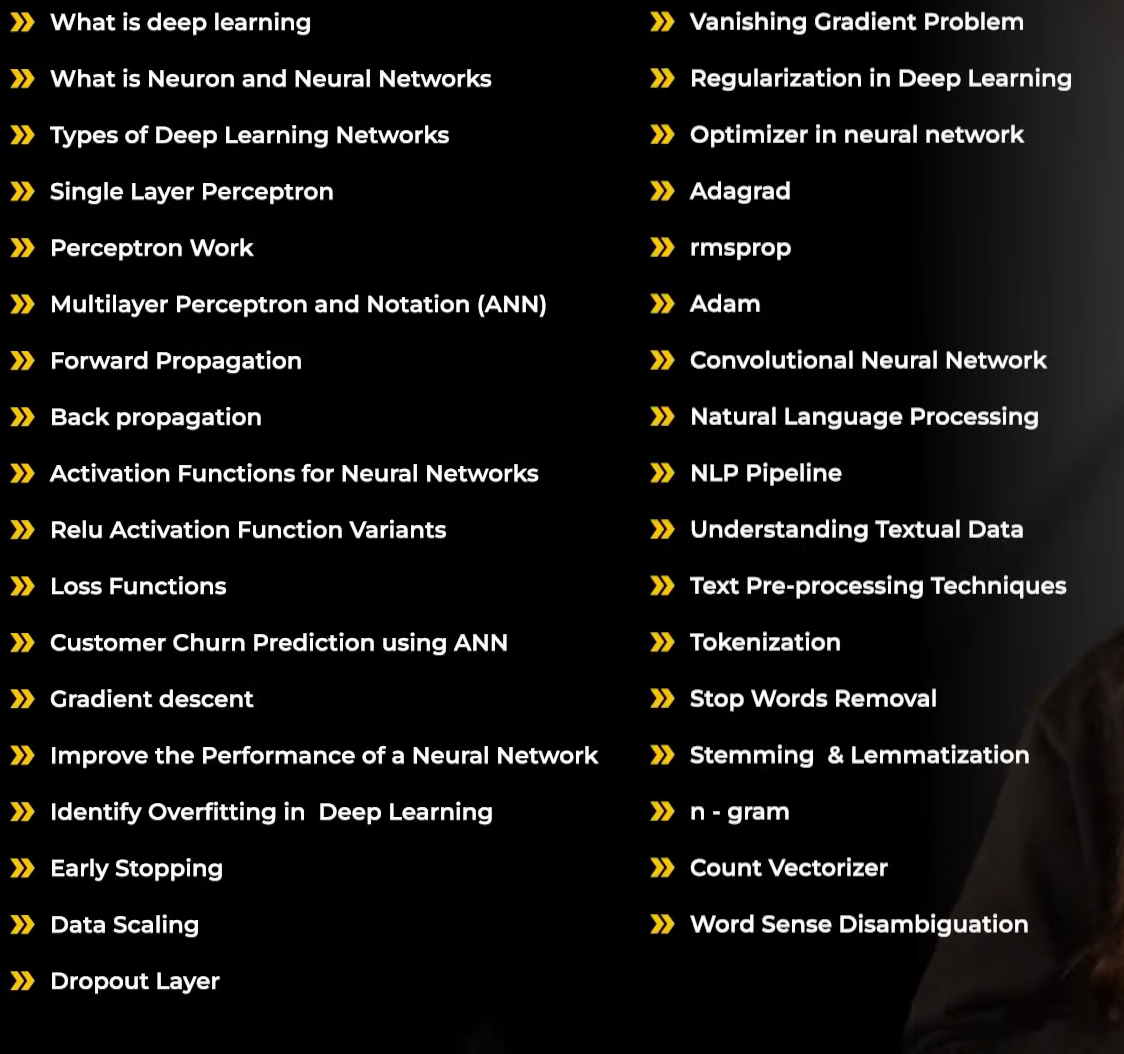 What is deep learning
What is Neuron and Neural Networks
Types of Deep Learning Networks
Single Layer Perceptron
Perceptron Work
Multilayer Perceptron and Notation (ANN)
Forward Propagation
Back propagation
Activation Functions for Neural Networks
Relu Activation Function Variants
Loss Functions
Customer Churn Prediction using ANN
Gradient descent
Improve the Performance of a Neural Network
Identify Overfitting in  Deep Learning
Early Stopping
Data Scaling
Dropout Layer
Vanishing Gradient Problem
Regularization in Deep Learning
Optimizer in neural network
Adagrad
rmsprop
Adam
Convolutional Neural Network
Natural Language Processing
NLP Pipeline
Understanding Textual Data
Text Pre-processing Techniques
Tokenization
Stop Words Removal
Stemming  & Lemmatization
n - gram
Count Vectorizer
Word Sense Disambiguation